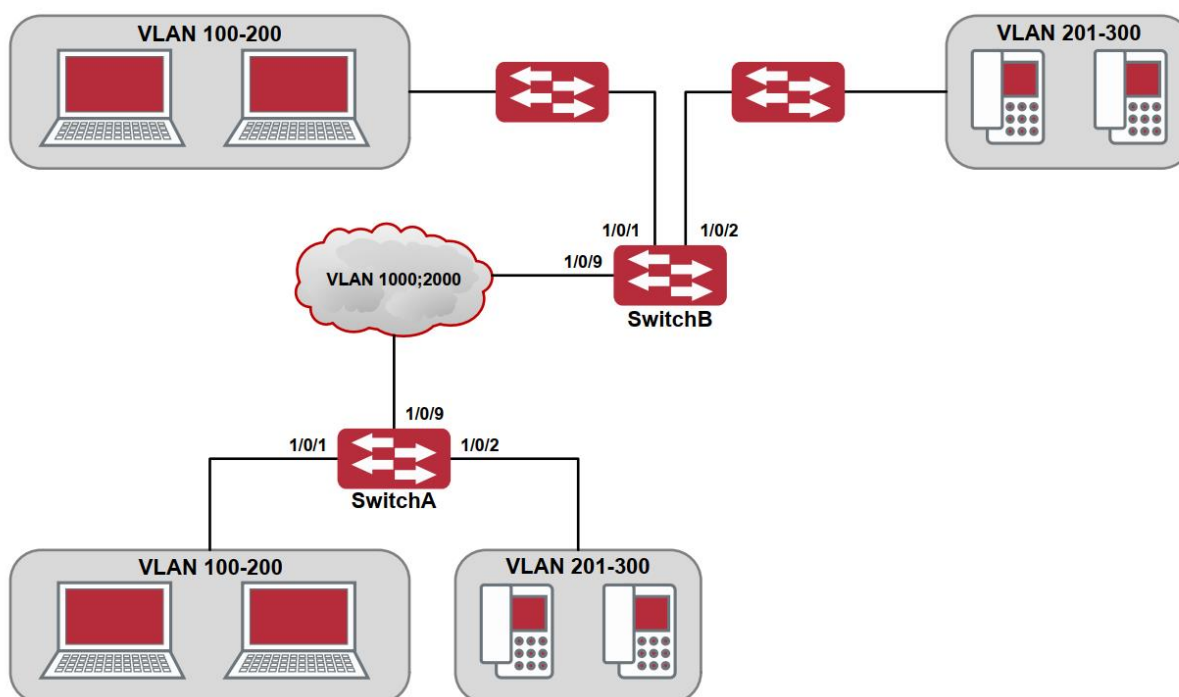 VLAN 100-200
VLAN 201-300
1/0/1
1/0/2
1/0/9
VLAN 1000;2000
SwitchB
1/0/9
1/0/1
1/0/2
SwitchA
VLAN 100-200
VLAN 201-300